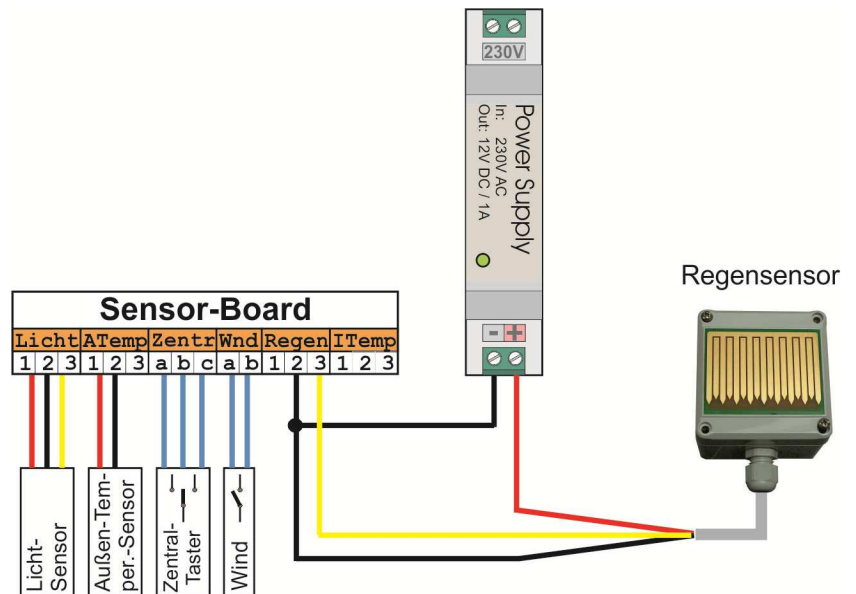 230V
Power Supply
In: 230V AC
Out: 12V DC / 1A
- +
Regensensor
Sensor-Board
Licht ATemp Zentr Wnd Regen ITemp
1 2 3 1 2 3 a b c a b 1 2 3 1 2 3
Licht-
Sensor
Außen-Tem-
per.-Sensor
Zentral-
Taster
Wind